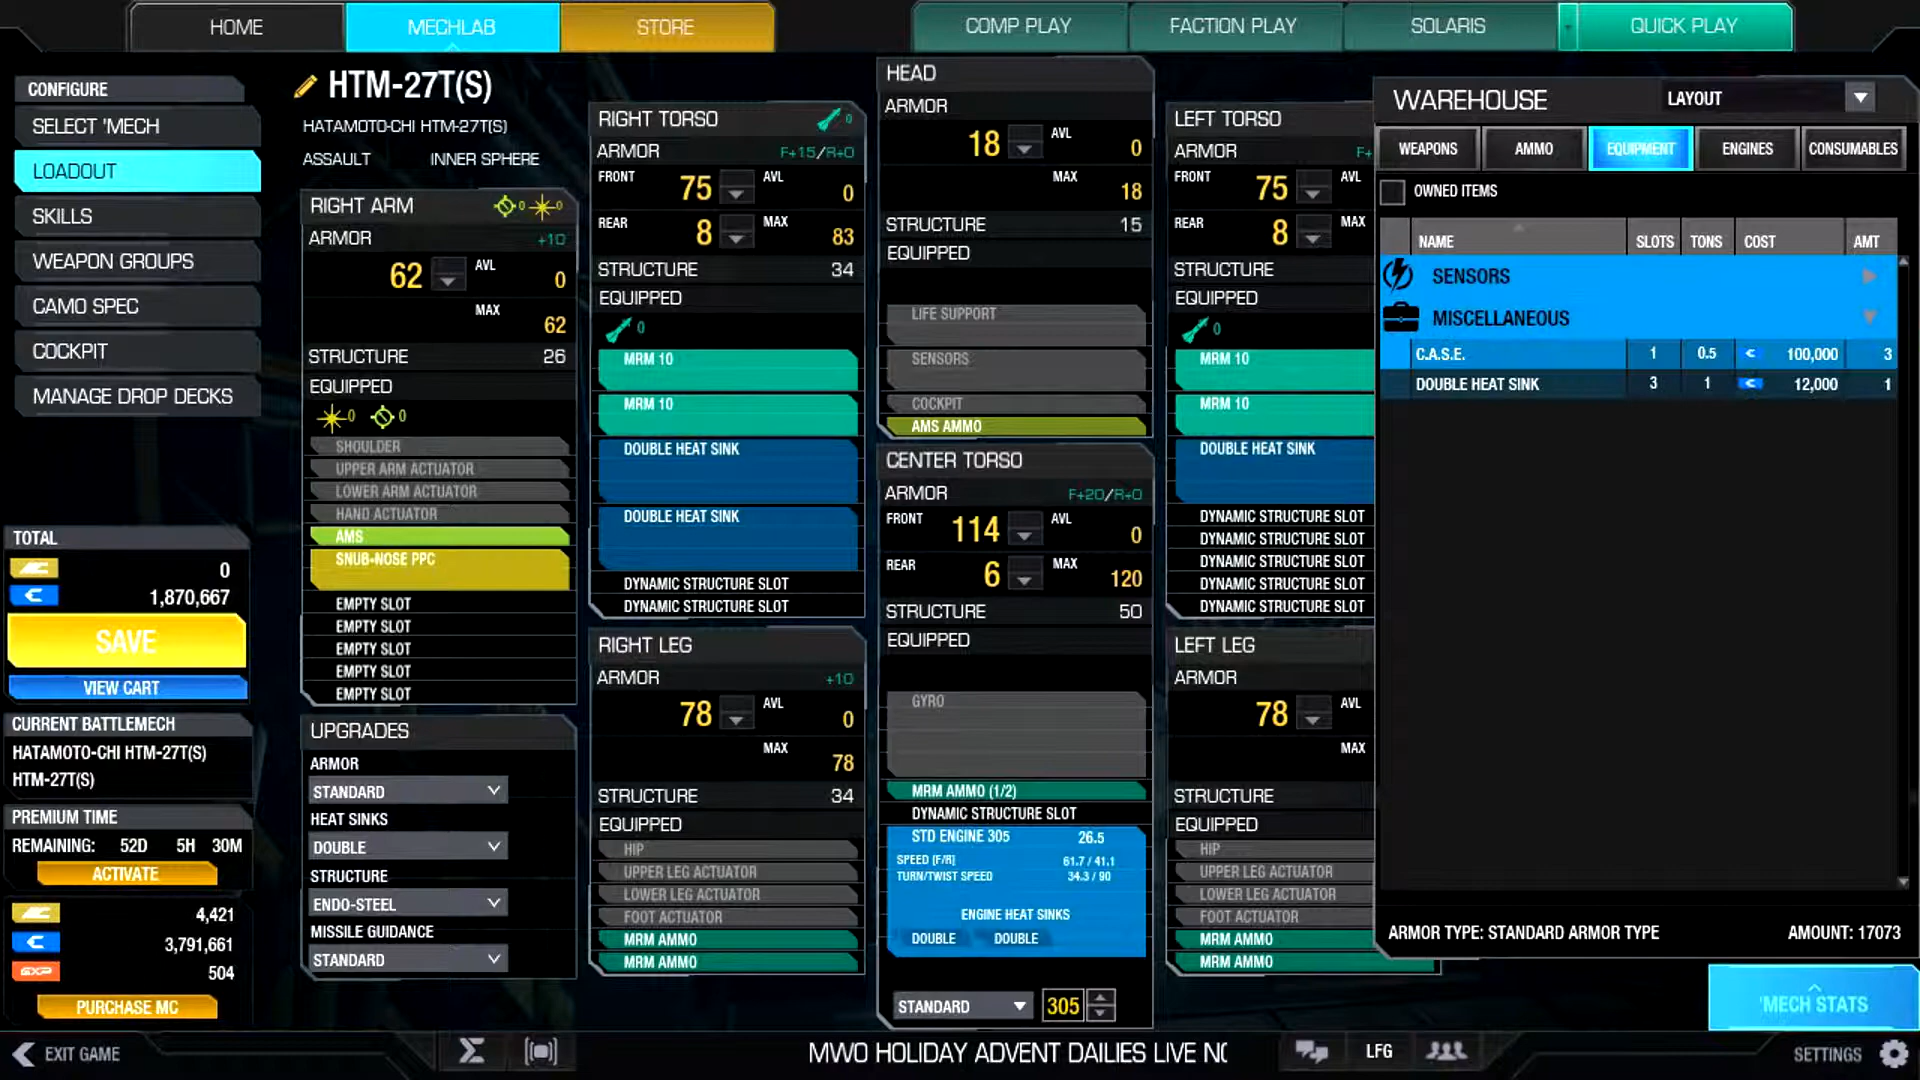 HOME
MECHLAB
STORE
COMP PLAY
FACTION PLAY
SOLARIS
QUICK PLAY
CONFIGURE
SELECT 'MECH
LOADOUT
SKILLS
WEAPON GROUPS
CAMO SPEC
COCKPIT
MANAGE DROP DECKS
TOTAL
0
1,870,667
SAVE
VIEW CART
CURRENT BATTLEMECH
HATAMOTO-CHI HTM-27T(S)
HTM-27T(S)
PREMIUM TIME
REMAINING: 52D 5H 30M
ACTIVATE
4,421
3,791,661
GXP 504
PURCHASE MC
HTM-27T(S)
HATAMOTO-CHI HTM-27T(S)
ASSAULT INNER SPHERE
RIGHT ARM 0 0
ARMOR +10
62 AVL 0
MAX 62
STRUCTURE 26
EQUIPPED
0 0
SHOULDER
UPPER ARM ACTUATOR
LOWER ARM ACTUATOR
HAND ACTUATOR
AMS
SNUB-NOSE PPC
EMPTY SLOT
EMPTY SLOT
EMPTY SLOT
EMPTY SLOT
EMPTY SLOT
UPGRADES
ARMOR
STANDARD
HEAT SINKS
DOUBLE
STRUCTURE
ENDO-STEEL
MISSILE GUIDANCE
STANDARD
RIGHT TORSO 0
ARMOR F+15/R+0
FRONT 75 AVL 0
REAR 8 MAX 83
STRUCTURE 34
EQUIPPED
0
MRM 10
MRM 10
DOUBLE HEAT SINK
DOUBLE HEAT SINK
DYNAMIC STRUCTURE SLOT
DYNAMIC STRUCTURE SLOT
RIGHT LEG
ARMOR +10
78 AVL 0
MAX 78
STRUCTURE 34
EQUIPPED
HIP
UPPER LEG ACTUATOR
LOWER LEG ACTUATOR
FOOT ACTUATOR
MRM AMMO
MRM AMMO
HEAD
ARMOR
18 AVL 0
MAX 18
STRUCTURE 15
EQUIPPED
LIFE SUPPORT
SENSORS
COCKPIT
AMS AMMO
CENTER TORSO
ARMOR F+20/R+0
FRONT 114 AVL 0
REAR 6 MAX 120
STRUCTURE 50
EQUIPPED
GYRO
MRM AMMO (1/2)
DYNAMIC STRUCTURE SLOT
STD ENGINE 305 26.5
SPEED [F/R] 61.7 / 41.1
TURN/TWIST SPEED 34.3 / 90
ENGINE HEAT SINKS
DOUBLE DOUBLE
STANDARD 305
LEFT TORSO
ARMOR F+
FRONT 75 AVL
REAR 8 MAX
STRUCTURE
EQUIPPED
0
MRM 10
MRM 10
DOUBLE HEAT SINK
DYNAMIC STRUCTURE SLOT
DYNAMIC STRUCTURE SLOT
DYNAMIC STRUCTURE SLOT
DYNAMIC STRUCTURE SLOT
DYNAMIC STRUCTURE SLOT
LEFT LEG
ARMOR
78 AVL
MAX
STRUCTURE
EQUIPPED
HIP
UPPER LEG ACTUATOR
LOWER LEG ACTUATOR
FOOT ACTUATOR
MRM AMMO
MRM AMMO
WAREHOUSE LAYOUT
WEAPONS AMMO EQUIPMENT ENGINES CONSUMABLES
OWNED ITEMS
NAME SLOTS TONS COST AMT
SENSORS
MISCELLANEOUS
C.A.S.E. 1 0.5 100,000 3
DOUBLE HEAT SINK 3 1 12,000 1
ARMOR TYPE: STANDARD ARMOR TYPE AMOUNT: 17073
'MECH STATS
EXIT GAME
MWO HOLIDAY ADVENT DAILIES LIVE
LFG
SETTINGS